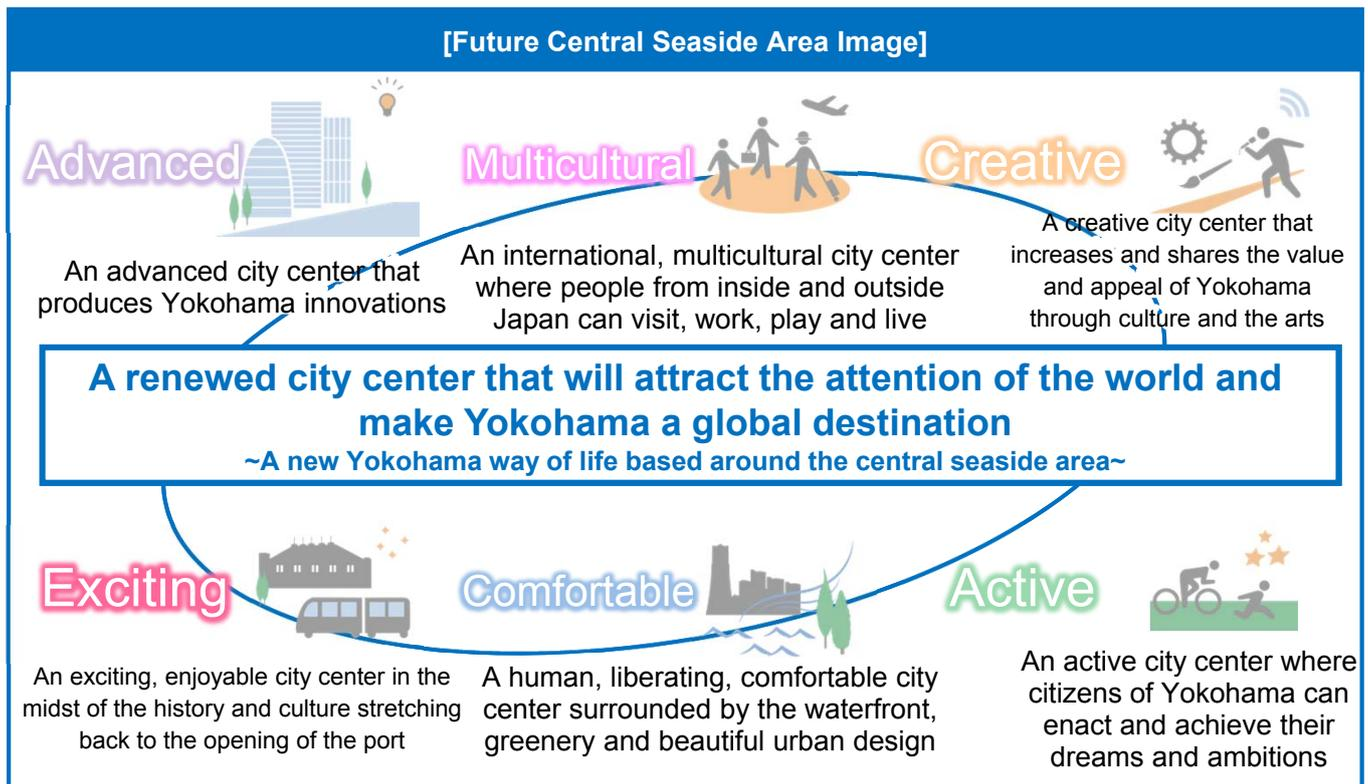 [Future Central Seaside Area Image]
Advanced
An advanced city center that
produces Yokohama innovations
Multicultural
An international, multicultural city center
where people from inside and outside
Japan can visit, work, play and live
Creative
A creative city center that
increases and shares the value
and appeal of Yokohama
through culture and the arts
A renewed city center that will attract the attention of the world and
make Yokohama a global destination
~A new Yokohama way of life based around the central seaside area~
Exciting
An exciting, enjoyable city center in the
midst of the history and culture stretching
back to the opening of the port
Comfortable
A human, liberating, comfortable city
center surrounded by the waterfront,
greenery and beautiful urban design
Active
An active city center where
citizens of Yokohama can
enact and achieve their
dreams and ambitions